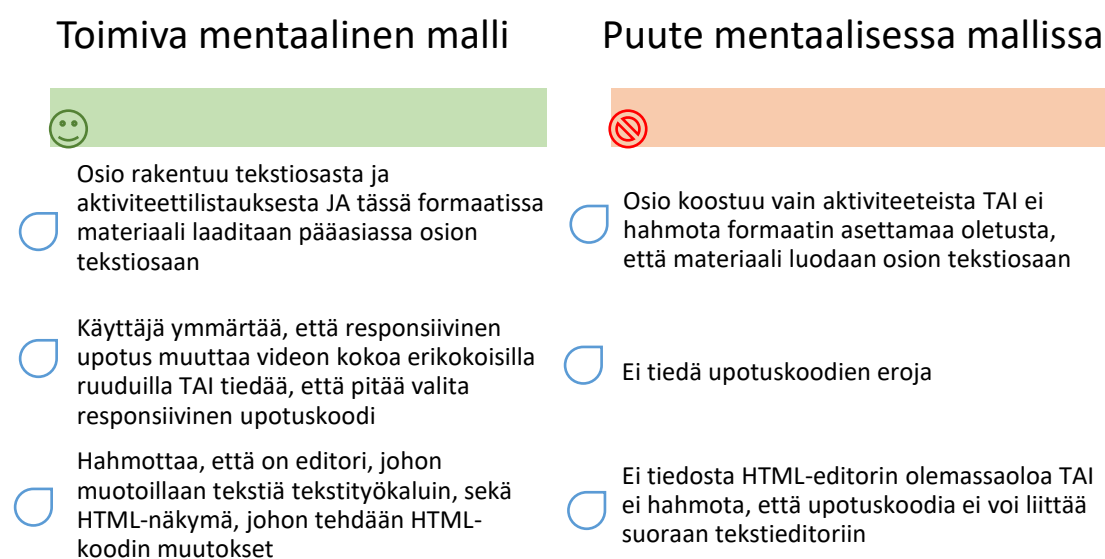 Toimiva mentaalinen malli
Osio rakentuu tekstiosasta ja
aktiviteettilistauksesta JA tässä formaatissa
materiaali laaditaan pääasiassa osion
tekstiosaan
Käyttäjä ymmärtää, että responsiivinen
upotus muuttaa videon kokoa erikokoisilla
ruuduilla TAI tiedää, että pitää valita
responsiivinen upotuskoodi
Hahmottaa, että on editori, johon
muotoillaan tekstiä tekstityökaluin, sekä
HTML-näkymä, johon tehdään HTML-
koodin muutokset
Puute mentaalisessa mallissa
Osio koostuu vain aktiviteeteista TAI ei
hahmota formaatin asettamaa oletusta,
että materiaali luodaan osion tekstiosaan
Ei tiedä upotuskoodien eroja
Ei tiedosta HTML-editorin olemassaoloa TAI
ei hahmota, että upotuskoodia ei voi liittää
suoraan tekstieditoriin